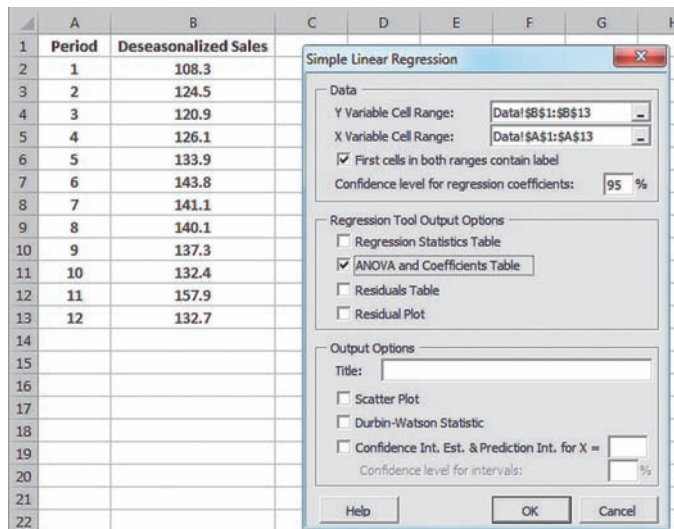 A B C D E F G H
1 Period Deseasonalized Sales
2 1 108.3
3 2 124.5
4 3 120.9
5 4 126.1
6 5 133.9
7 6 143.8
8 7 141.1
9 8 140.1
10 9 137.3
11 10 132.4
12 11 157.9
13 12 132.7
14
15
16
17
18
19
20
21
22
Simple Linear Regression
Data
Y Variable Cell Range: Data!$B$1:$B$13
X Variable Cell Range: Data!$A$1:$A$13
First cells in both ranges contain label
Confidence level for regression coefficients: 95 %
Regression Tool Output Options
Regression Statistics Table
ANOVA and Coefficients Table
Residuals Table
Residual Plot
Output Options
Title:
Scatter Plot
Durbin-Watson Statistic
Confidence Int. Est. & Prediction Int. for X =
Confidence level for intervals: %
Help OK Cancel